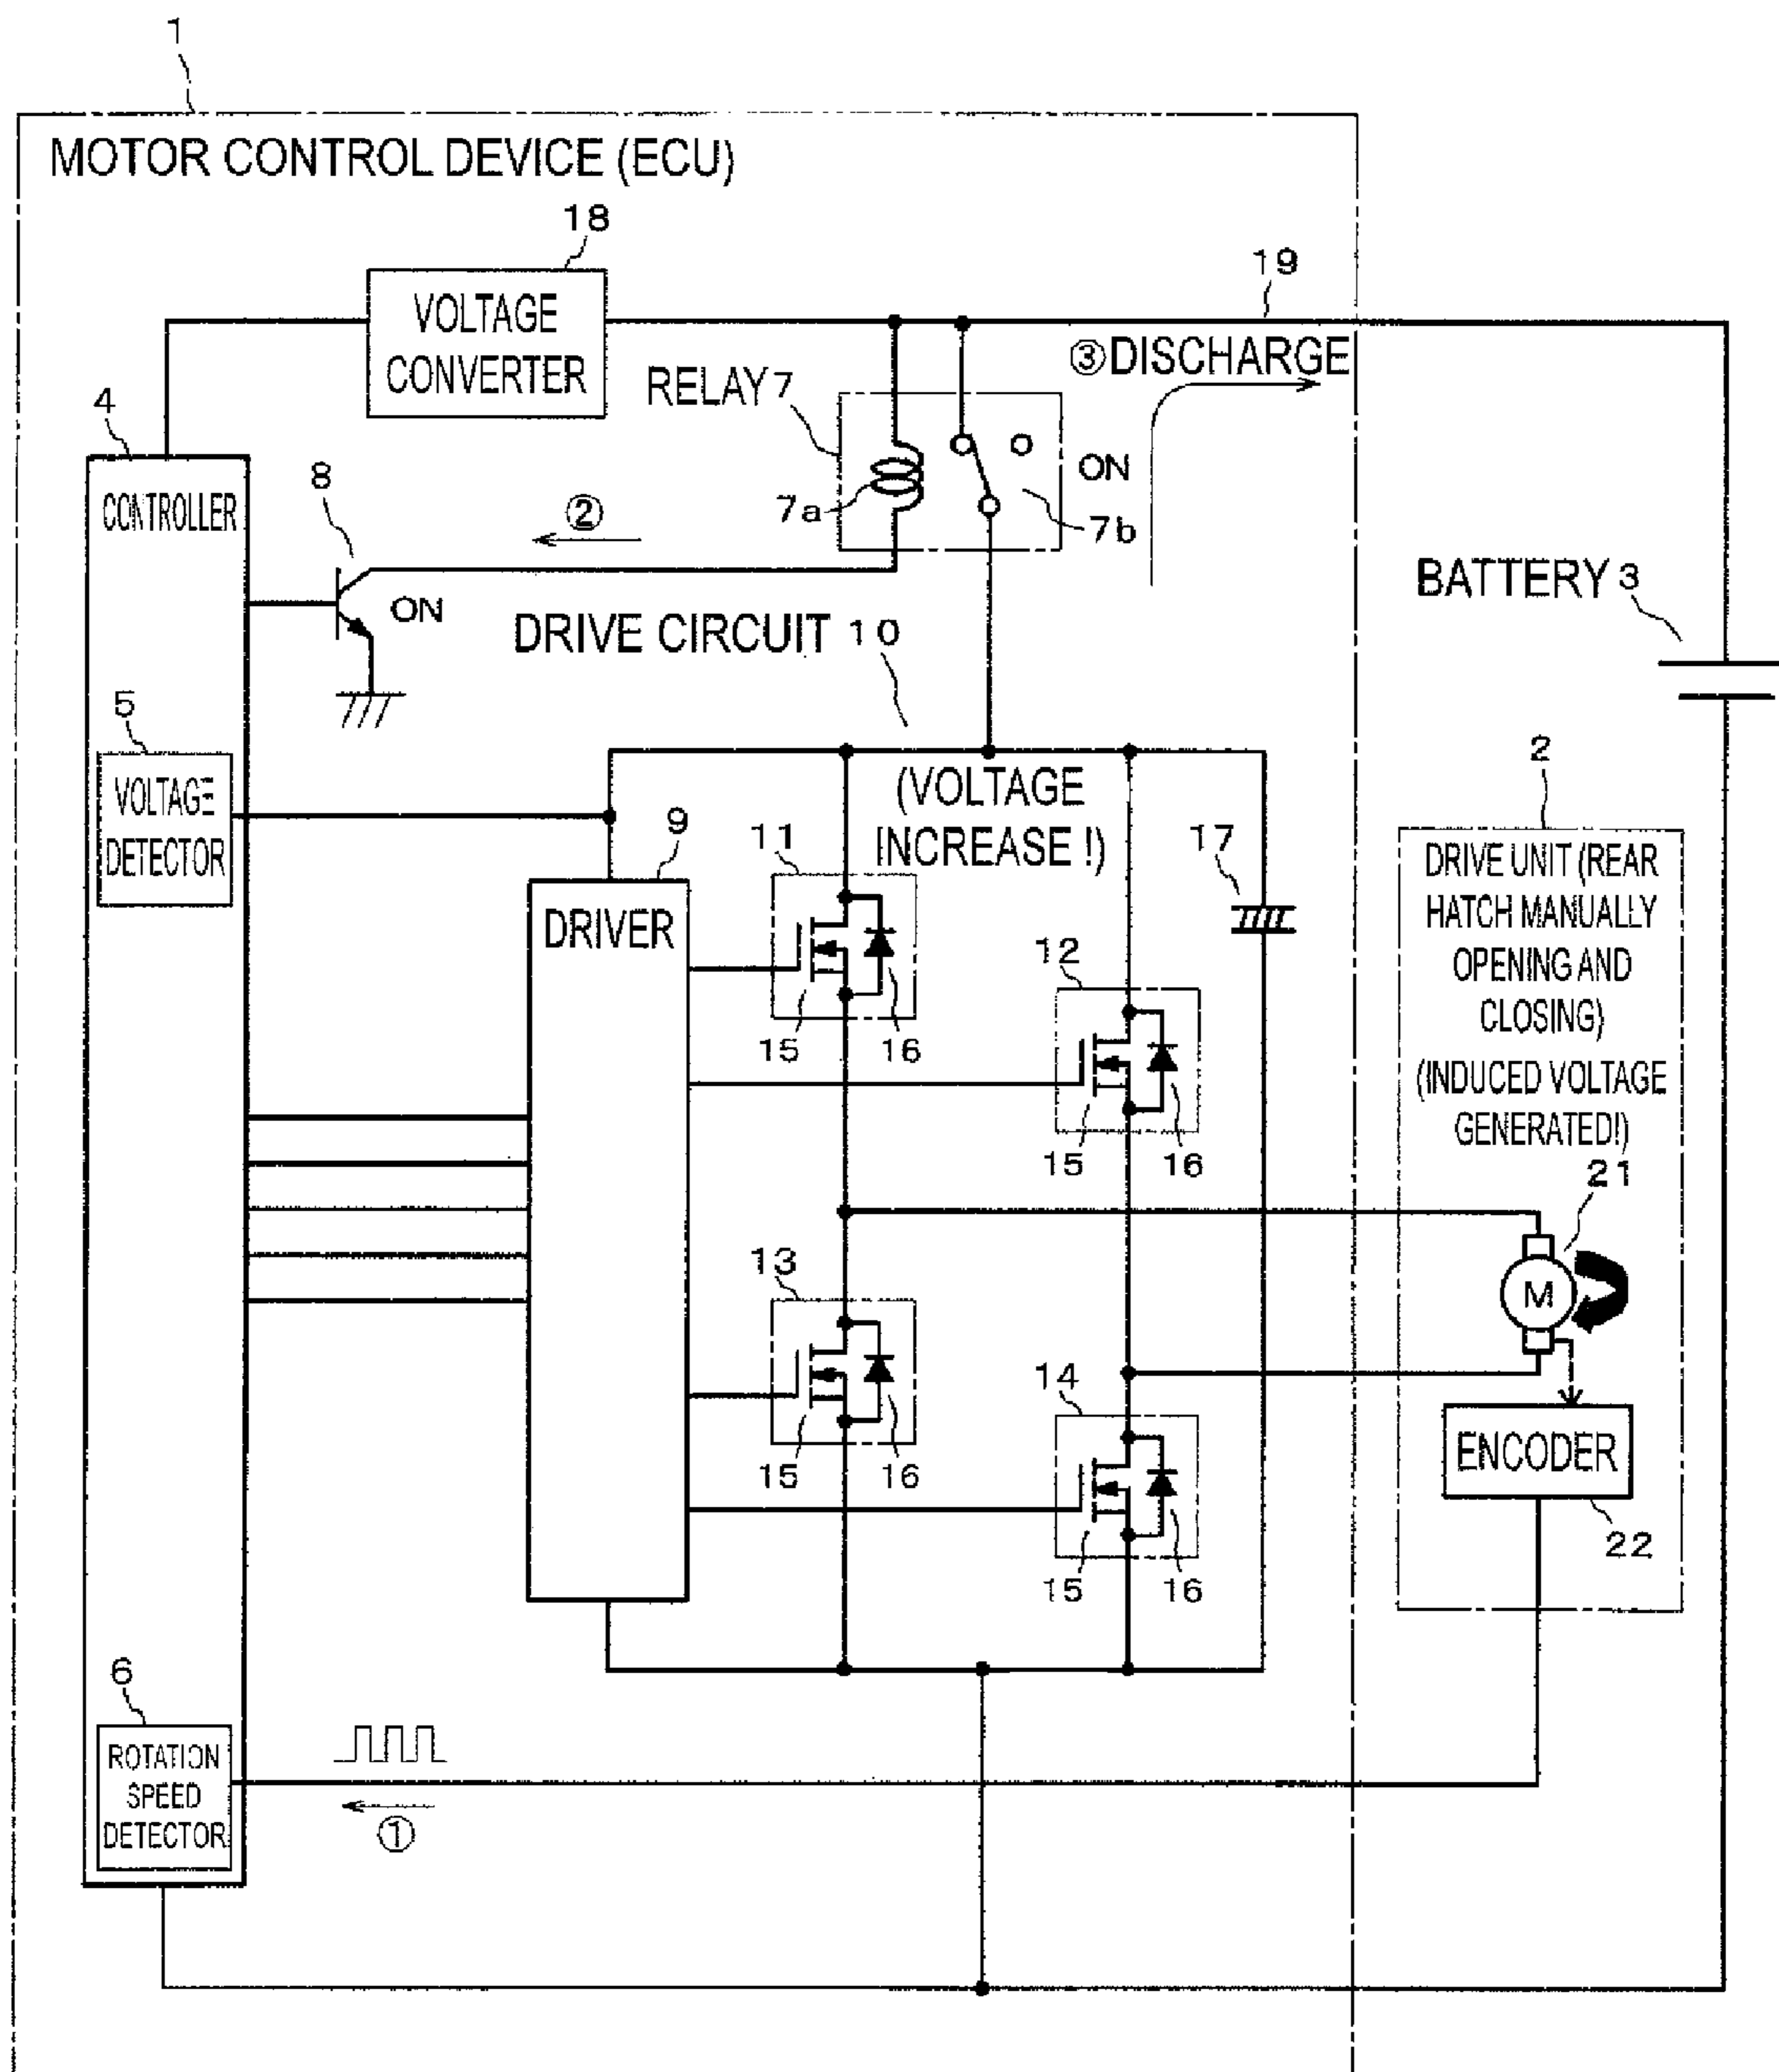 1
MOTOR CONTROL DEVICE (ECU)
18
VOLTAGE
CONVERTER
19
③DISCHARGE
RELAY 7
4
CONTROLLER
8
②
7a
ON
7b
ON
DRIVE CIRCUIT 10
BATTERY 3
5
VOLTAGE
DETECTOR
(VOLTAGE
INCREASE !)
9
DRIVER
11
15
16
17
12
15
16
2
DRIVE UNIT (REAR
HATCH MANUALLY
OPENING AND
CLOSING)
(INDUCED VOLTAGE
GENERATED!)
21
M
13
15
16
14
15
16
ENCODER
22
6
ROTATION
SPEED
DETECTOR
①